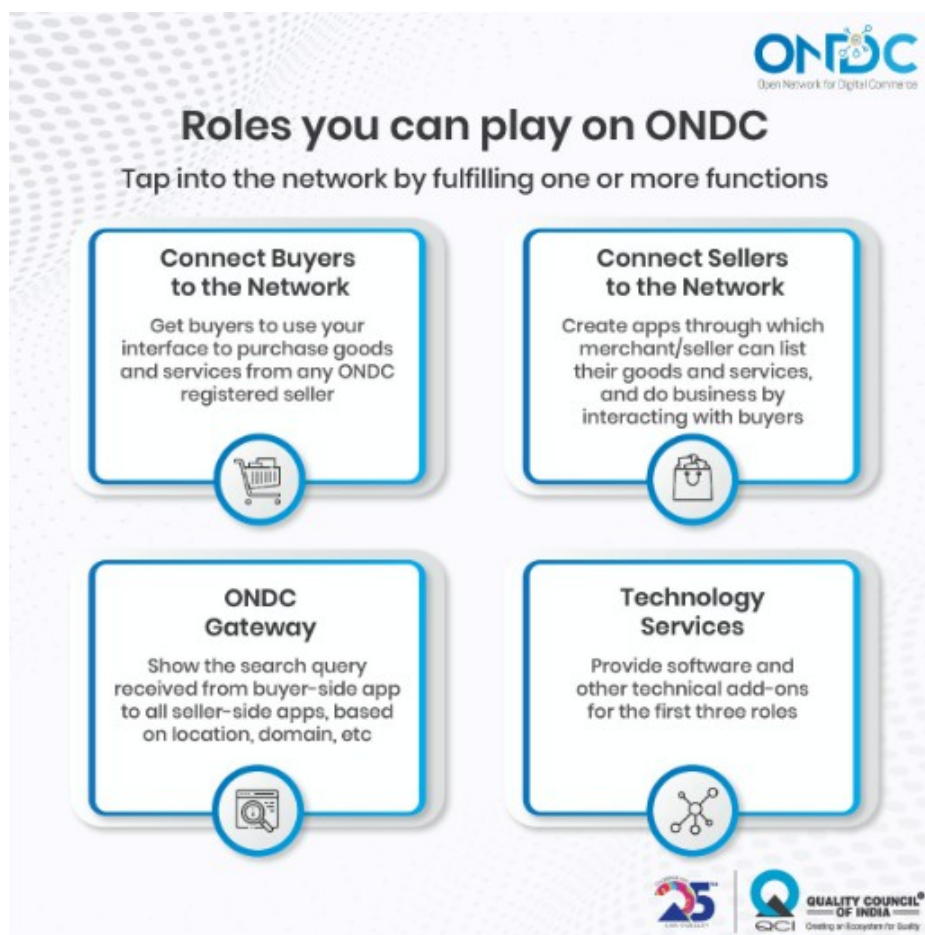 ONDC
Open Network for Digital Commerce
Roles you can play on ONDC
Tap into the network by fulfilling one or more functions
Connect Buyers
to the Network
Get buyers to use your
interface to purchase goods
and services from any ONDC
registered seller
Connect Sellers
to the Network
Create apps through which
merchant/seller can list
their goods and services,
and do business by
interacting with buyers
ONDC
Gateway
Show the search query
received from buyer-side app
to all seller-side apps, based
on location, domain, etc
Technology
Services
Provide software and
other technical add-ons
for the first three roles
25
QCI
QUALITY COUNCIL®
OF INDIA
Creating an Ecosystem for Quality